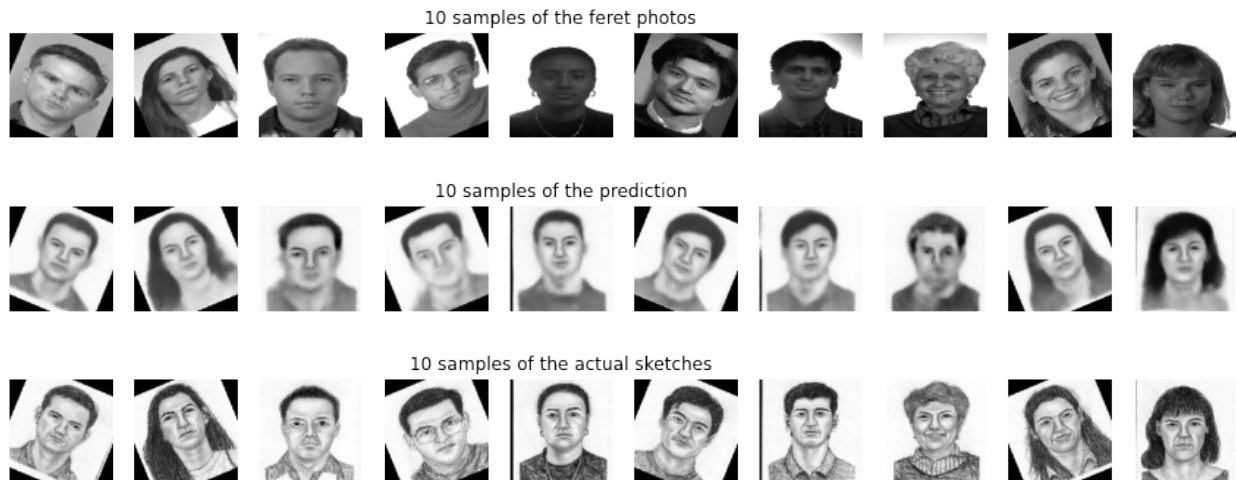 10 samples of the feret photos
10 samples of the prediction
10 samples of the actual sketches